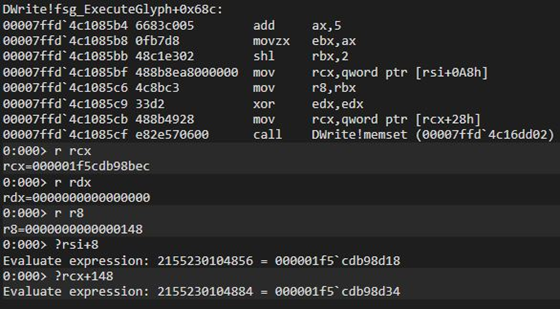 DWrite!fsg_ExecuteGlyph+0x68c:
00007ffd`4c1085b4 6683c005 add ax,5
00007ffd`4c1085b8 0fb7d8 movzx ebx,ax
00007ffd`4c1085bb 48c1e302 shl rbx,2
00007ffd`4c1085bf 488b8ea8000000 mov rcx,qword ptr [rsi+0A8h]
00007ffd`4c1085c6 4c8bc3 mov r8,rbx
00007ffd`4c1085c9 33d2 xor edx,edx
00007ffd`4c1085cb 488b4928 mov rcx,qword ptr [rcx+28h]
00007ffd`4c1085cf e82e570600 call DWrite!memset (00007ffd`4c16dd02)
0:000> r rcx
rcx=000001f5cdb98bec
0:000> r rdx
rdx=0000000000000000
0:000> r r8
r8=0000000000000148
0:000> ?rsi+8
Evaluate expression: 2155230104856 = 000001f5`cdb98d18
0:000> ?rcx+148
Evaluate expression: 2155230104884 = 000001f5`cdb98d34